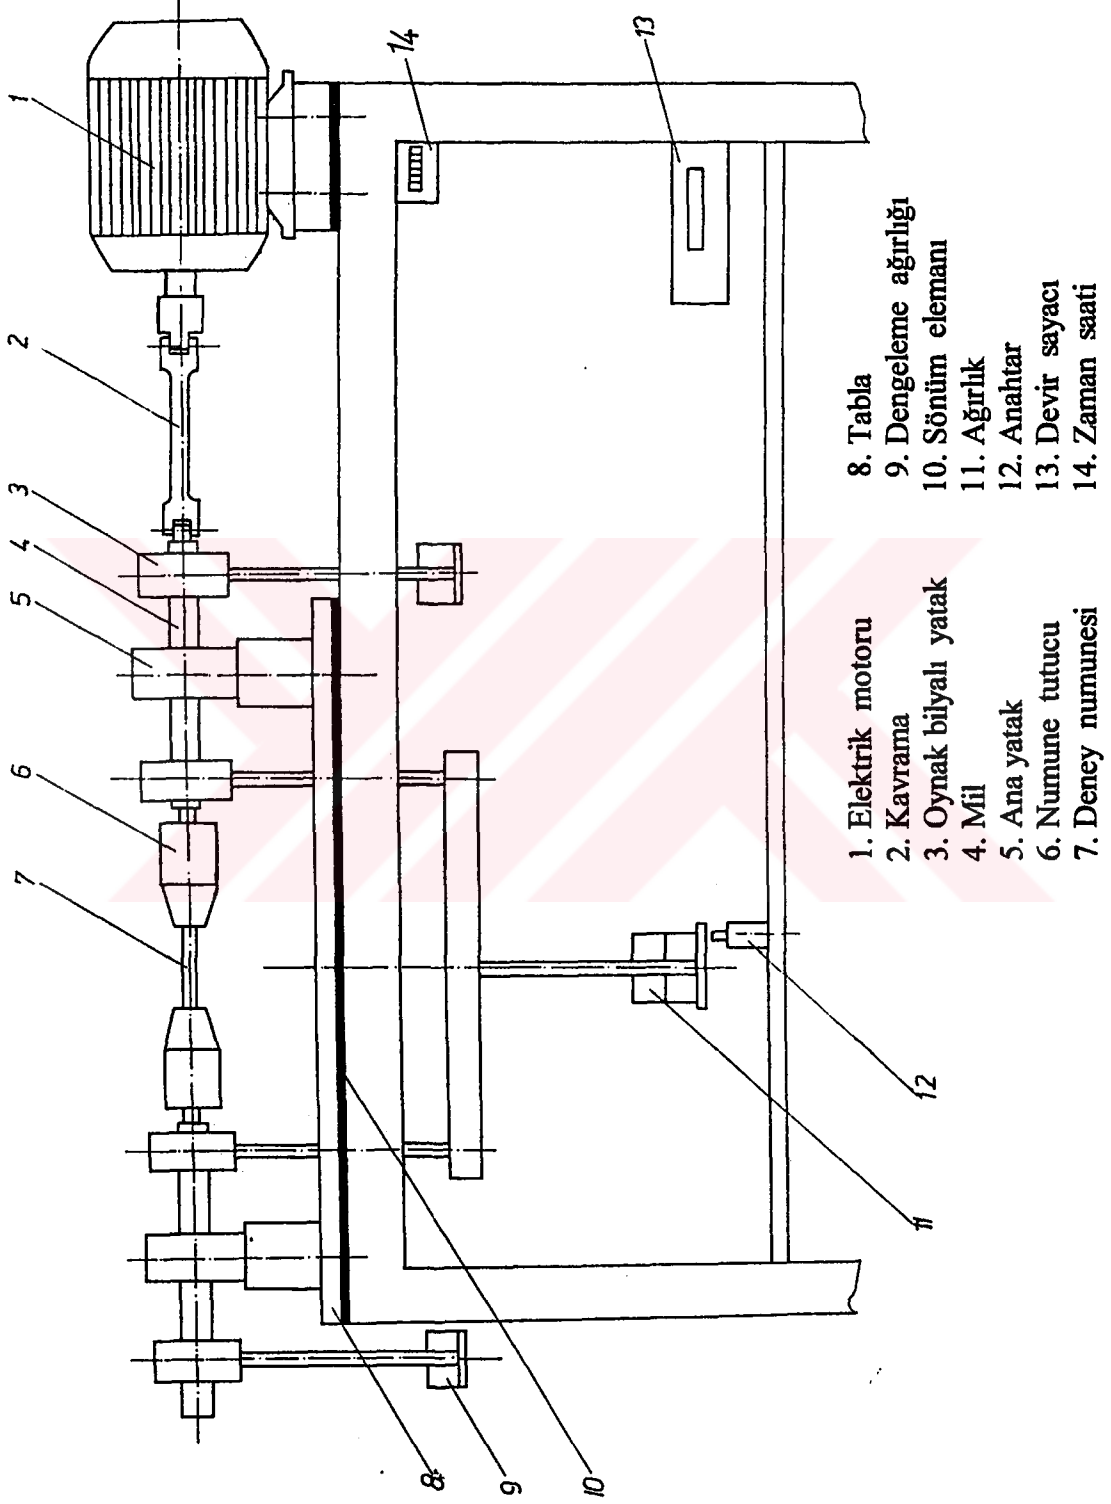 1
2
3
4
5
6
7
8
9
10
11
12
13
14
1. Elektrik motoru
2. Kavrama
3. Oynak bilyalı yatak
4. Mil
5. Ana yatak
6. Numune tutucu
7. Deney numunesi
8. Tabla
9. Dengeleme ağırlığı
10. Sönüm elemanı
11. Ağırlık
12. Anahtar
13. Devir sayacı
14. Zaman saati